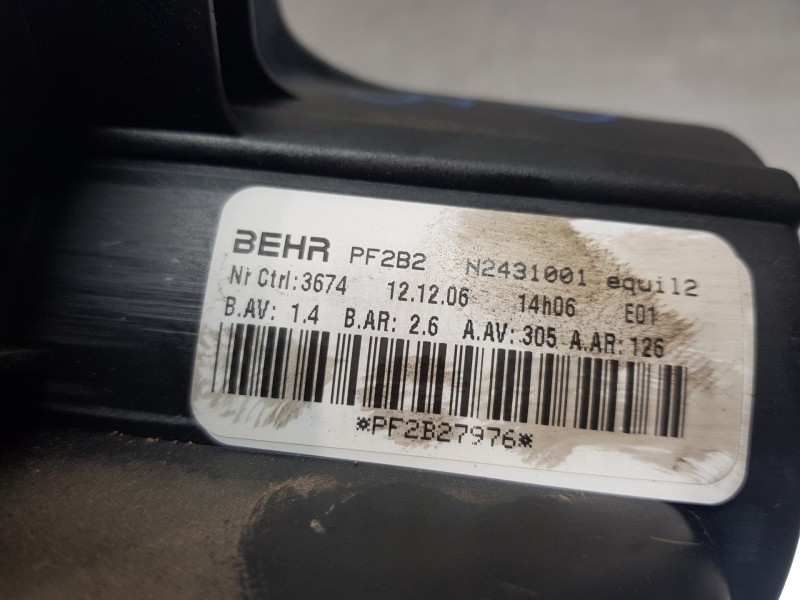 BEHR PF2B2 N2431001 equil2
Nr Ctrl:3674 12.12.06 14h06 E01
B.AV: 1.4 B.AR: 2.6 A.AV: 305 A.AR: 126
*PF2B27976*